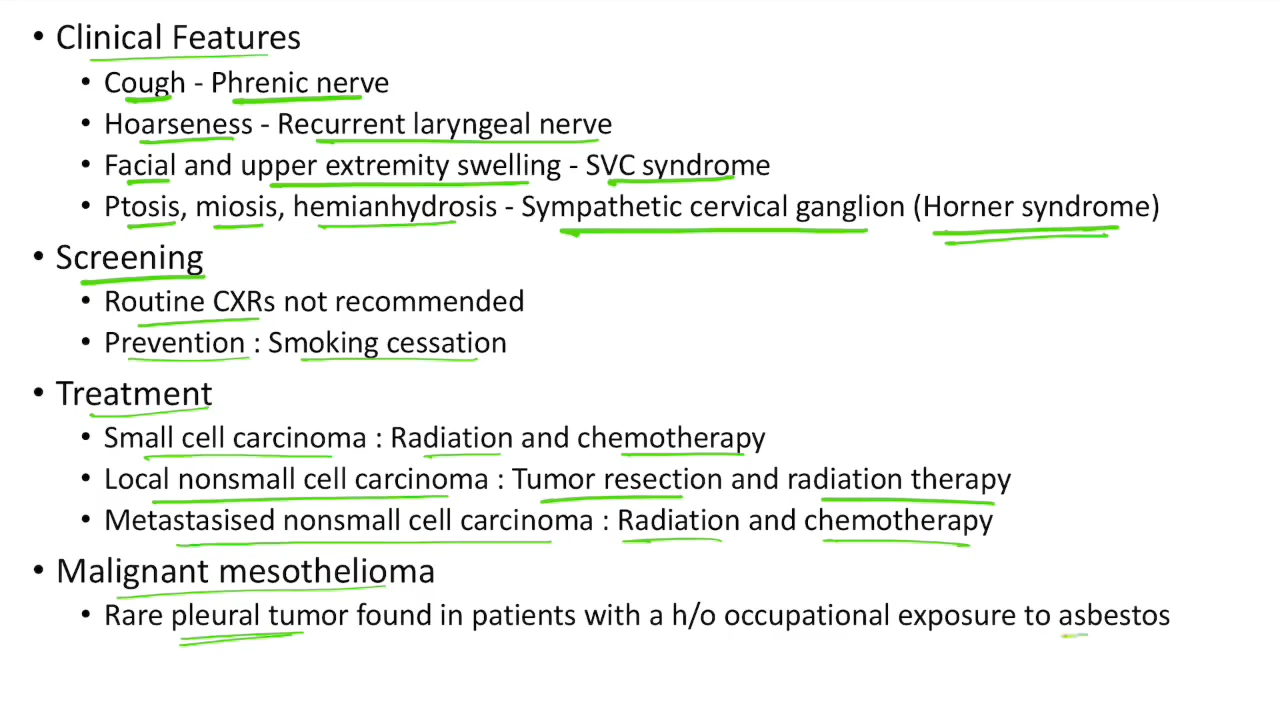 • Clinical Features
• Cough - Phrenic nerve
• Hoarseness - Recurrent laryngeal nerve
• Facial and upper extremity swelling - SVC syndrome
• Ptosis, miosis, hemianhydrosis - Sympathetic cervical ganglion (Horner syndrome)
• Screening
• Routine CXRs not recommended
• Prevention : Smoking cessation
• Treatment
• Small cell carcinoma : Radiation and chemotherapy
• Local nonsmall cell carcinoma : Tumor resection and radiation therapy
• Metastasised nonsmall cell carcinoma : Radiation and chemotherapy
• Malignant mesothelioma
• Rare pleural tumor found in patients with a h/o occupational exposure to asbestos